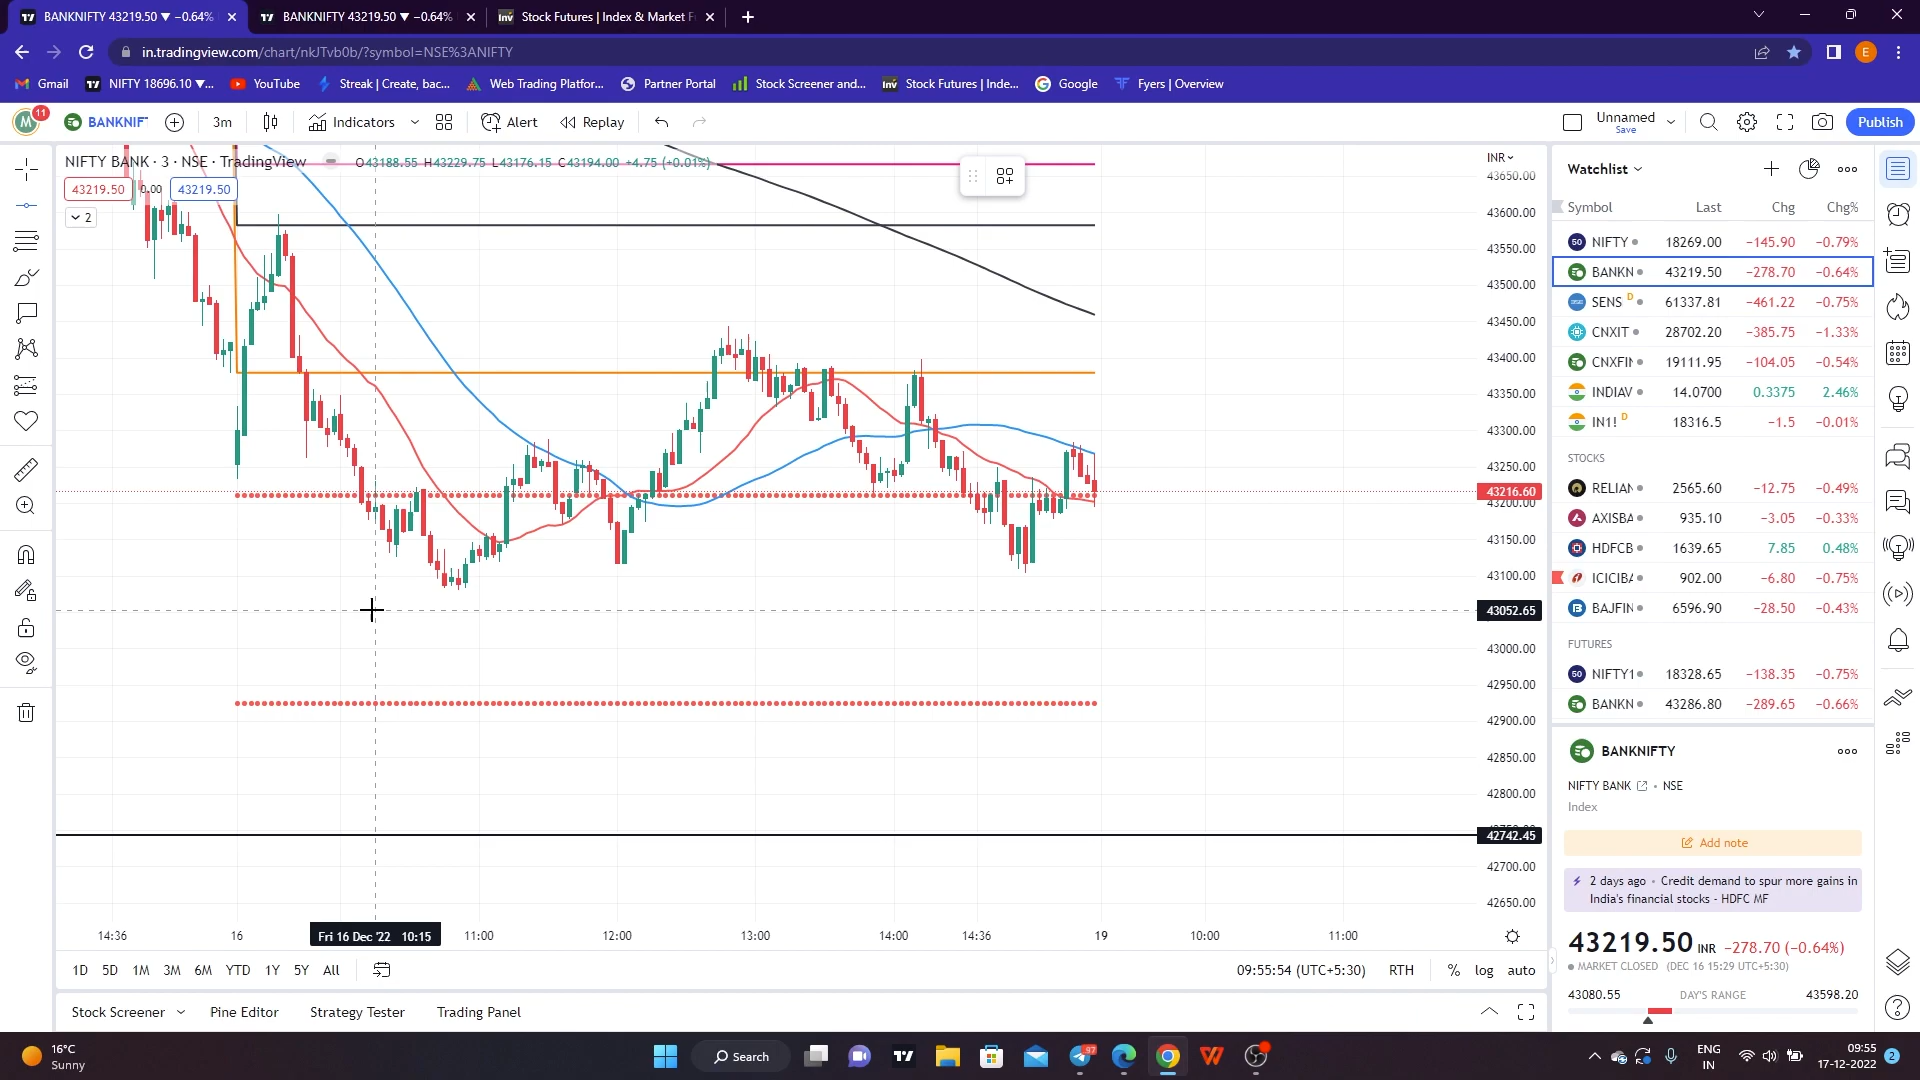 BANKNIFTY 43219.50 ▼ −0.64%
BANKNIFTY 43219.50 ▼ −0.64%
Stock Futures | Index & Market F
in.tradingview.com/chart/nkJTvb0b/?symbol=NSE%3ANIFTY
E
Gmail
NIFTY 18696.10 ▼...
YouTube
Streak | Create, bac...
Web Trading Platfor...
Partner Portal
Stock Screener and...
Stock Futures | Inde...
Google
Fyers | Overview
M
11
BANKNIF
3m
Indicators
Alert
Replay
Unnamed
Save
Publish
NIFTY BANK · 3 · NSE · TradingView
O43188.55 H43229.75 L43176.15 C43194.00 +4.75 (+0.01%)
43219.50
0.00
43219.50
2
INR
43650.00
43600.00
43550.00
43500.00
43450.00
43400.00
43350.00
43300.00
43250.00
43216.60
43200.00
43150.00
43100.00
43052.65
43000.00
42950.00
42900.00
42850.00
42800.00
42742.45
42700.00
42650.00
14:36
16
Fri 16 Dec '22 10:15
11:00
12:00
13:00
14:00
14:36
19
10:00
11:00
1D 5D 1M 3M 6M YTD 1Y 5Y All
09:55:54 (UTC+5:30) RTH % log auto
Stock Screener
Pine Editor
Strategy Tester
Trading Panel
Watchlist
Symbol Last Chg Chg%
NIFTY 18269.00 −145.90 −0.79%
BANKN 43219.50 −278.70 −0.64%
SENS D 61337.81 −461.22 −0.75%
CNXIT 28702.20 −385.75 −1.33%
CNXFIN 19111.95 −104.05 −0.54%
INDIAV 14.0700 0.3375 2.46%
IN1! D 18316.5 −1.5 −0.01%
STOCKS
RELIAN 2565.60 −12.75 −0.49%
AXISBA 935.10 −3.05 −0.33%
HDFCB 1639.65 7.85 0.48%
ICICIBA 902.00 −6.80 −0.75%
BAJFIN 6596.90 −28.50 −0.43%
FUTURES
NIFTY1 18328.65 −138.35 −0.75%
BANKN 43286.80 −289.65 −0.66%
BANKNIFTY
NIFTY BANK • NSE
Index
Add note
2 days ago • Credit demand to spur more gains in
India's financial stocks - HDFC MF
43219.50 INR −278.70 (−0.64%)
MARKET CLOSED (DEC 16 15:29 UTC+5:30)
43080.55 DAY'S RANGE 43598.20
16°C
Sunny
Search
97
ENG
IN
09:55
17-12-2022
2